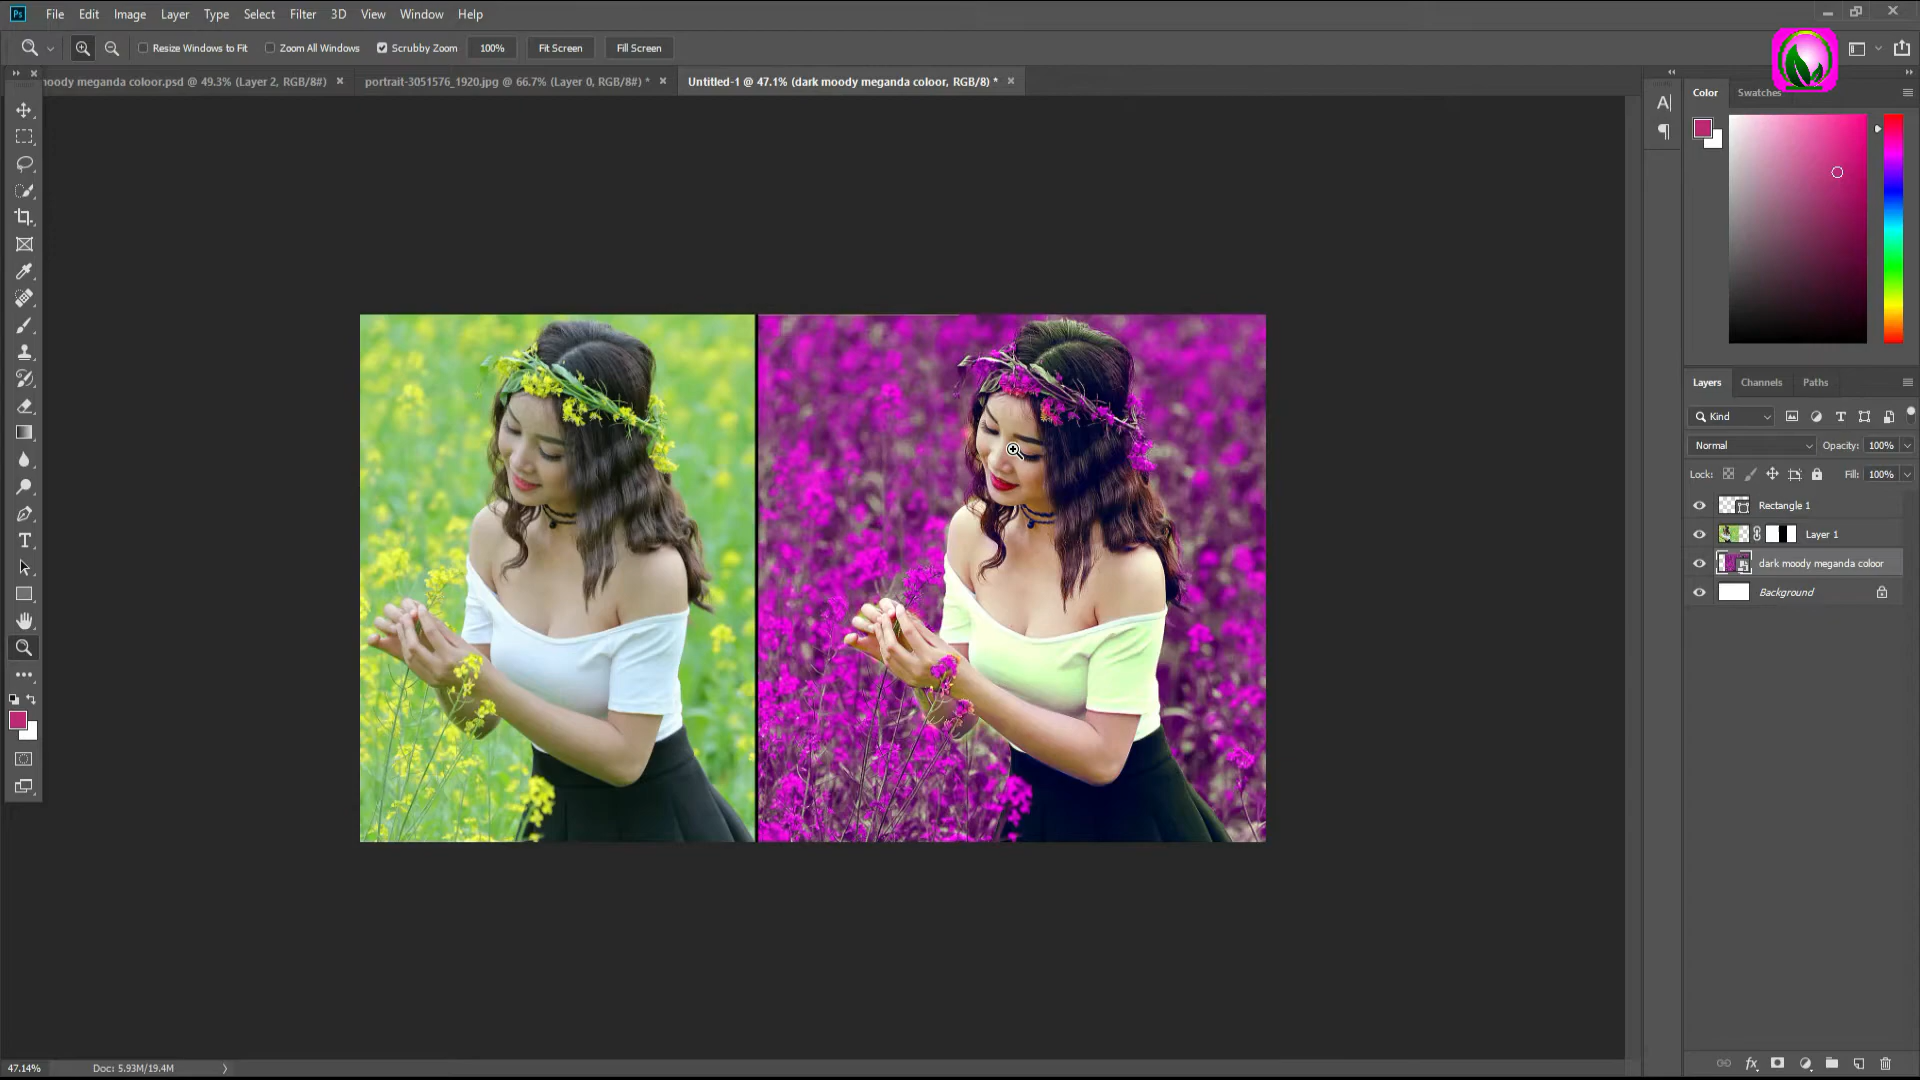 Ps File Edit Image Layer Type Select Filter 3D View Window Help
Resize Windows to Fit Zoom All Windows Scrubby Zoom 100% Fit Screen Fill Screen
oody meganda coloor.psd @ 49.3% (Layer 2, RGB/8#) × portrait-3051576_1920.jpg @ 66.7% (Layer 0, RGB/8#) * × Untitled-1 @ 47.1% (dark moody meganda coloor, RGB/8) * ×
Color Swatches
Layers Channels Paths
Kind
Normal Opacity: 100%
Lock: Fill: 100%
Rectangle 1
Layer 1
dark moody meganda coloor
Background
47.14% Doc: 5.93M/19.4M